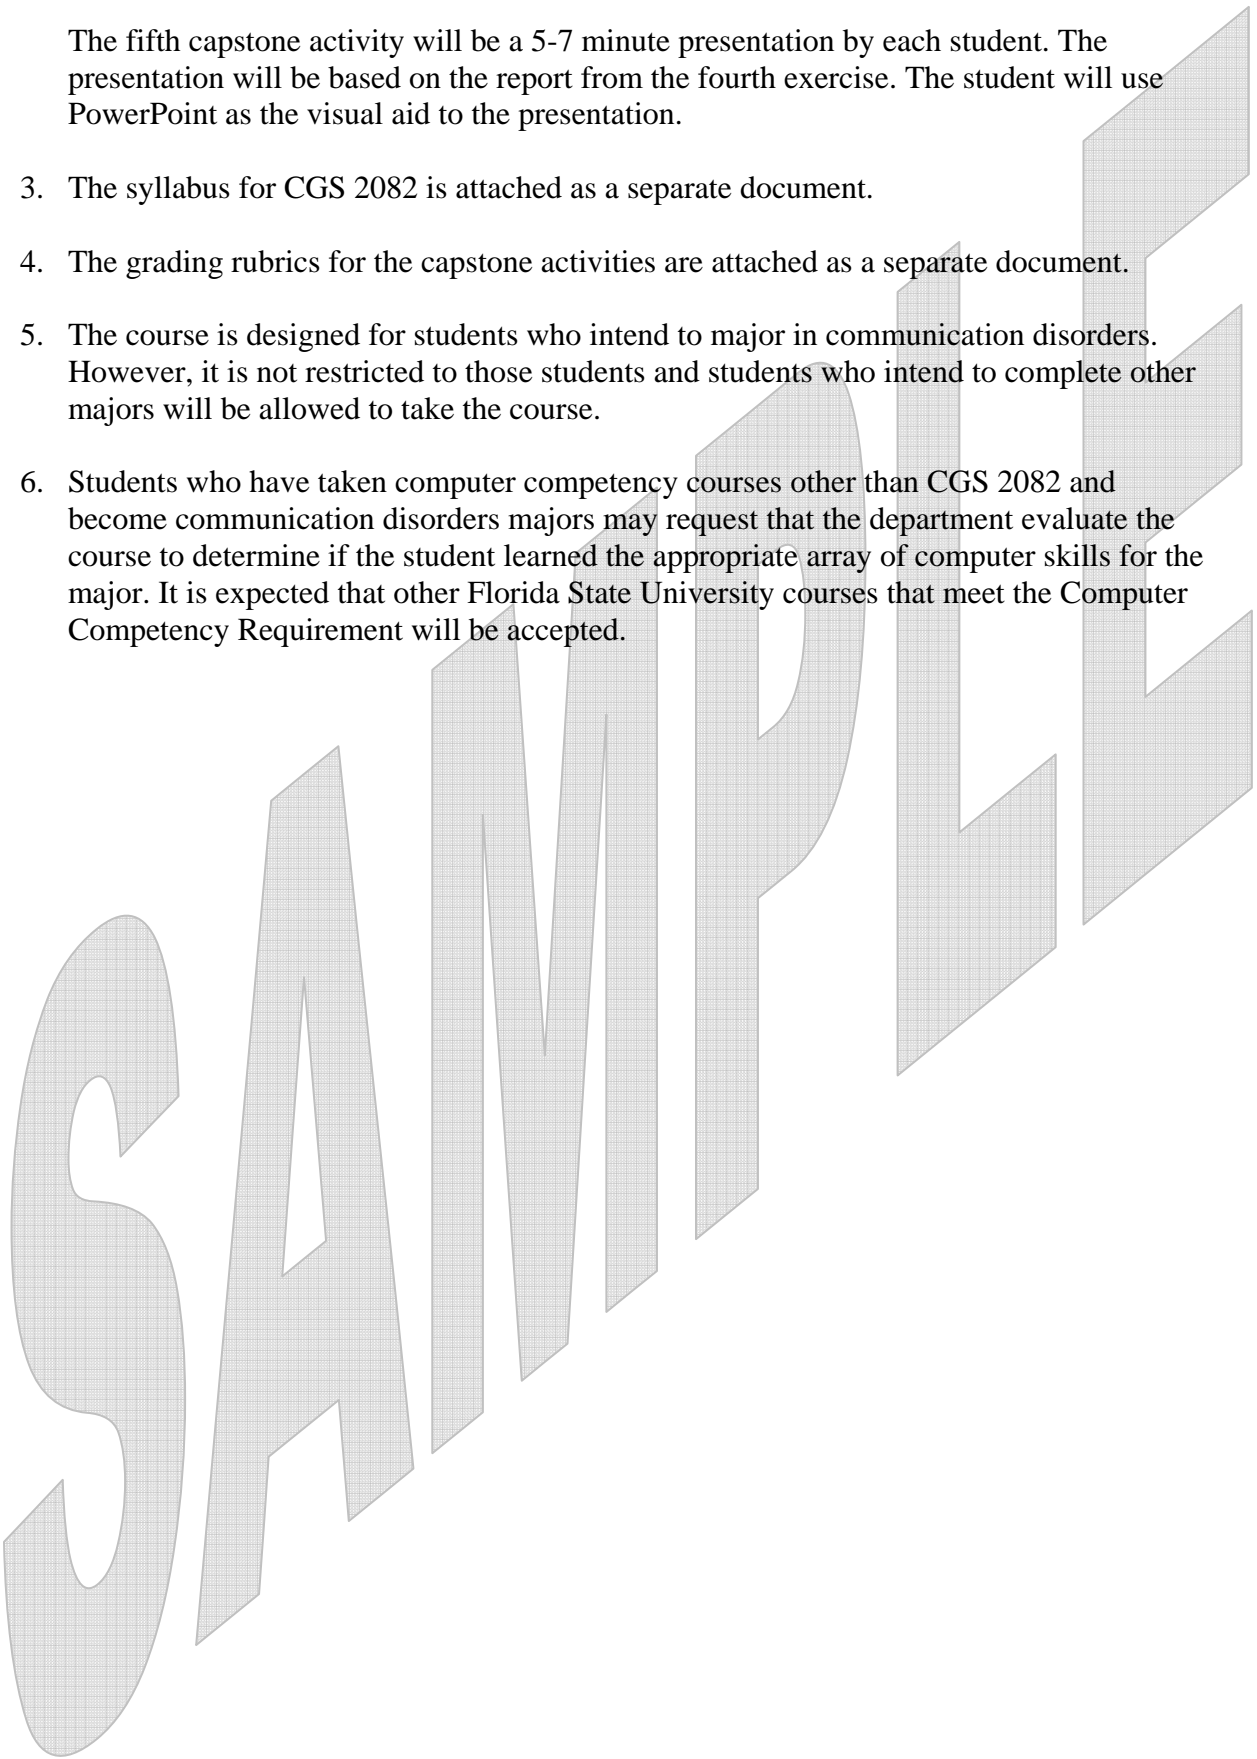 The fifth capstone activity will be a 5-7 minute presentation by each student. The
presentation will be based on the report from the fourth exercise. The student will use
PowerPoint as the visual aid to the presentation.
3. The syllabus for CGS 2082 is attached as a separate document.
4. The grading rubrics for the capstone activities are attached as a separate document.
5. The course is designed for students who intend to major in communication disorders.
However, it is not restricted to those students and students who intend to complete other
majors will be allowed to take the course.
6. Students who have taken computer competency courses other than CGS 2082 and
become communication disorders majors may request that the department evaluate the
course to determine if the student learned the appropriate array of computer skills for the
major. It is expected that other Florida State University courses that meet the Computer
Competency Requirement will be accepted.
SAMPLE